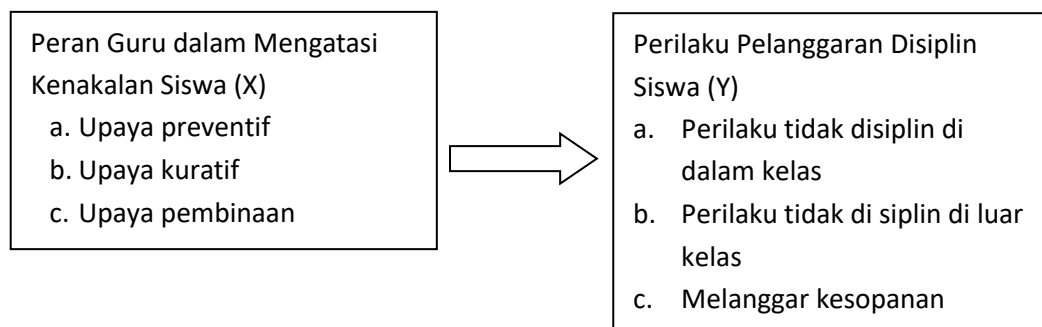 Peran Guru dalam Mengatasi
Kenakalan Siswa (X)
a. Upaya preventif
b. Upaya kuratif
c. Upaya pembinaan
Perilaku Pelanggaran Disiplin
Siswa (Y)
a. Perilaku tidak disiplin di
dalam kelas
b. Perilaku tidak di siplin di luar
kelas
c. Melanggar kesopanan